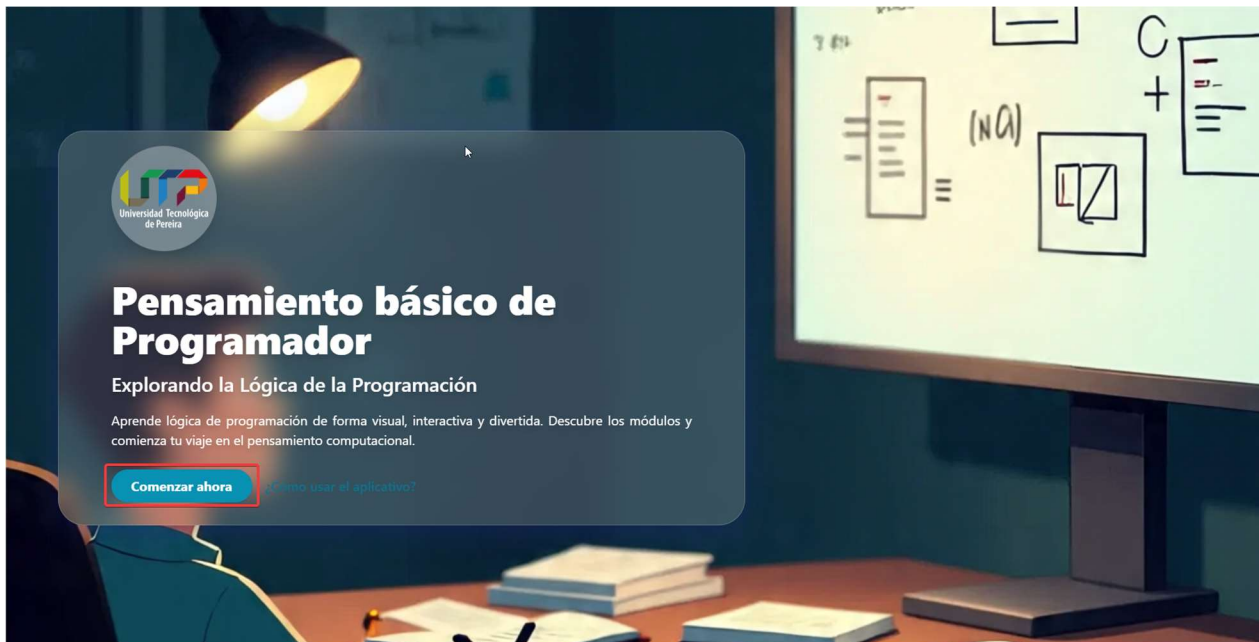 UTP
Universidad Tecnológica
de Pereira
Pensamiento básico de
Programador
Explorando la Lógica de la Programación
Aprende lógica de programación de forma visual, interactiva y divertida. Descubre los módulos y
comienza tu viaje en el pensamiento computacional.
Comenzar ahora
¿Cómo usar el aplicativo?
C
+